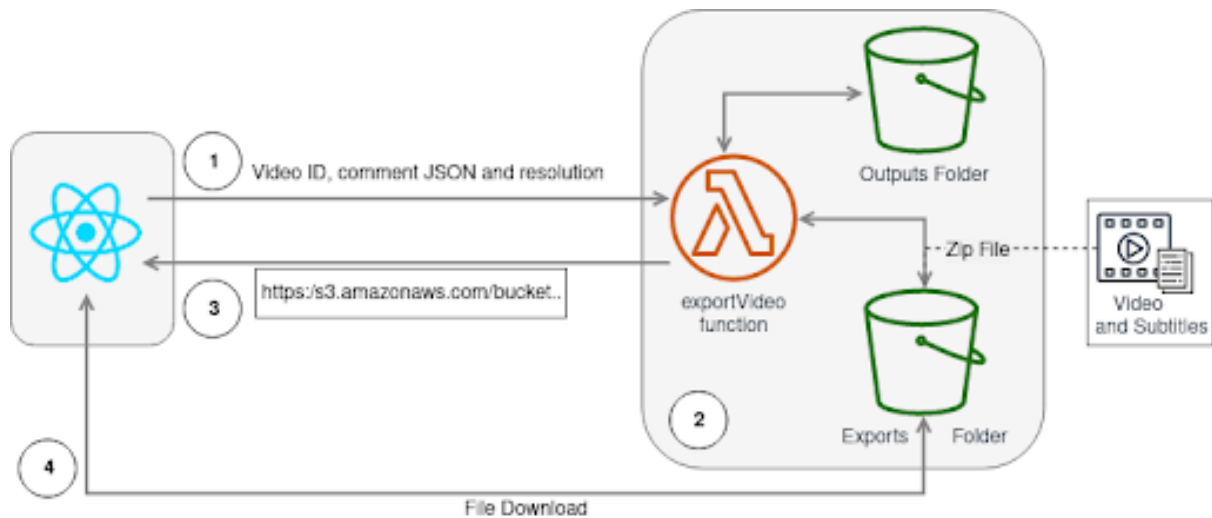 1
Video ID, comment JSON and resolution
3
https:/s3.amazonaws.com/bucket..
exportVideo
function
Outputs Folder
Zip File
Video
and Subtitles
2
Exports Folder
4
File Download